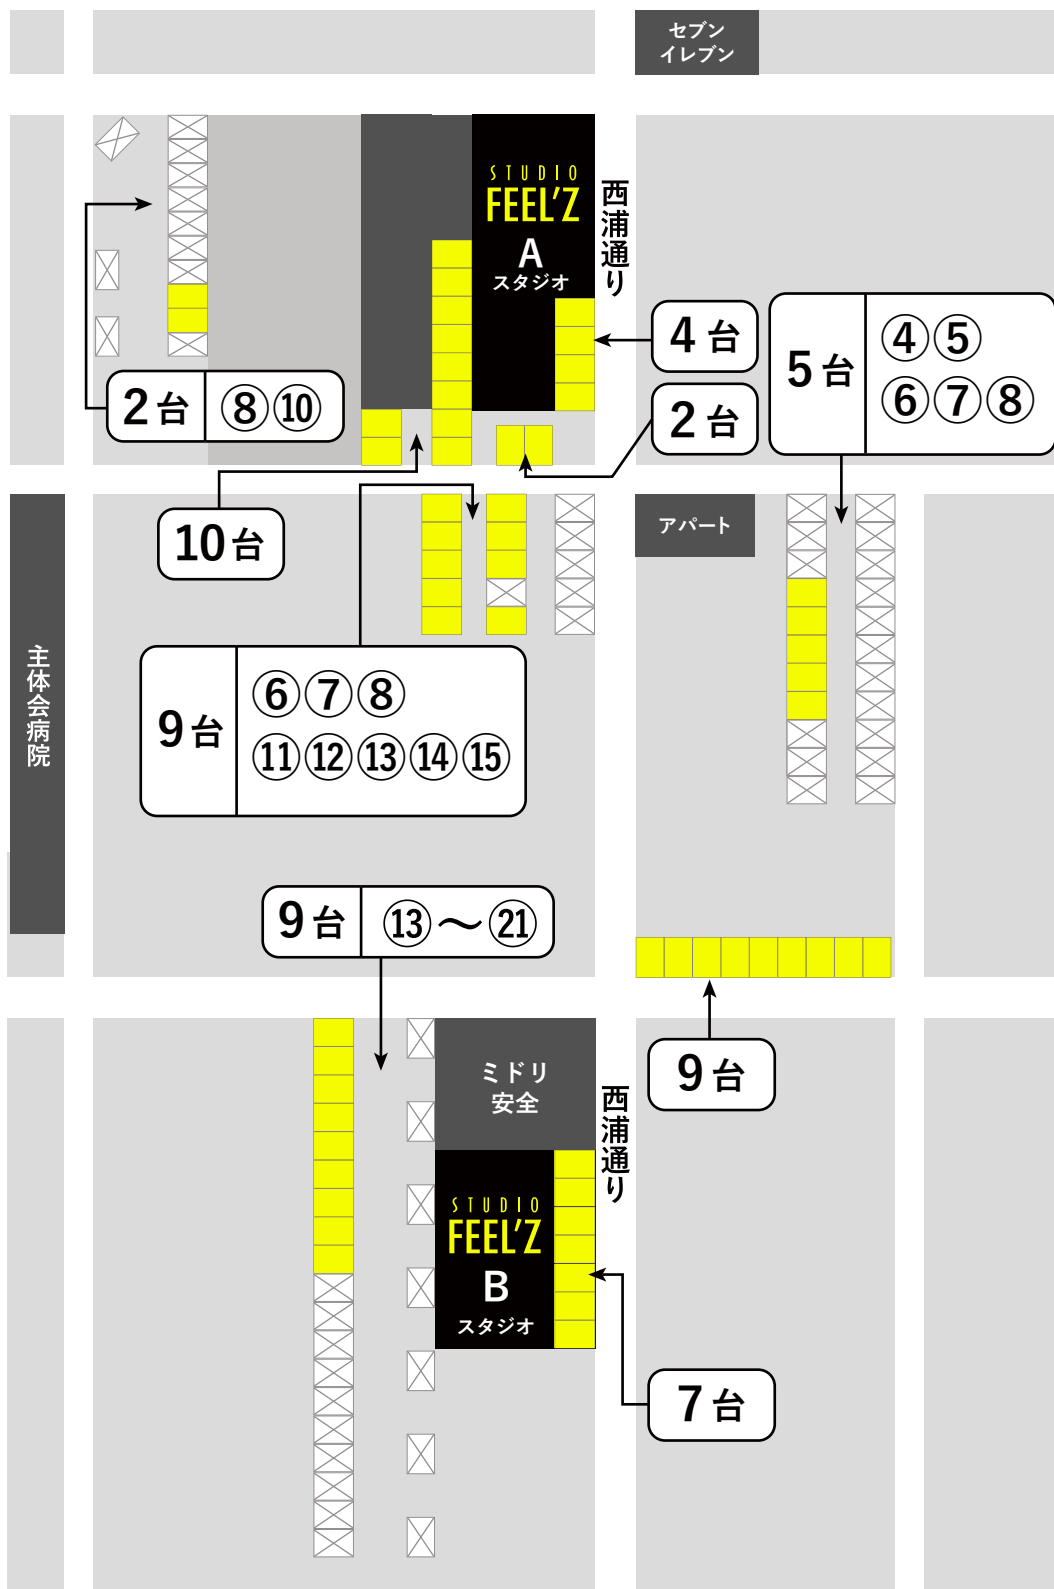 セブン
イレブン
STUDIO
FEEL'Z
A
スタジオ
西浦通り
4台
2台
5台
④⑤
⑥⑦⑧
2台
⑧⑩
10台
アパート
主体会病院
9台
⑥⑦⑧
⑪⑫⑬⑭⑮
9台
⑬〜㉑
9台
ミドリ
安全
西浦通り
STUDIO
FEEL'Z
B
スタジオ
7台